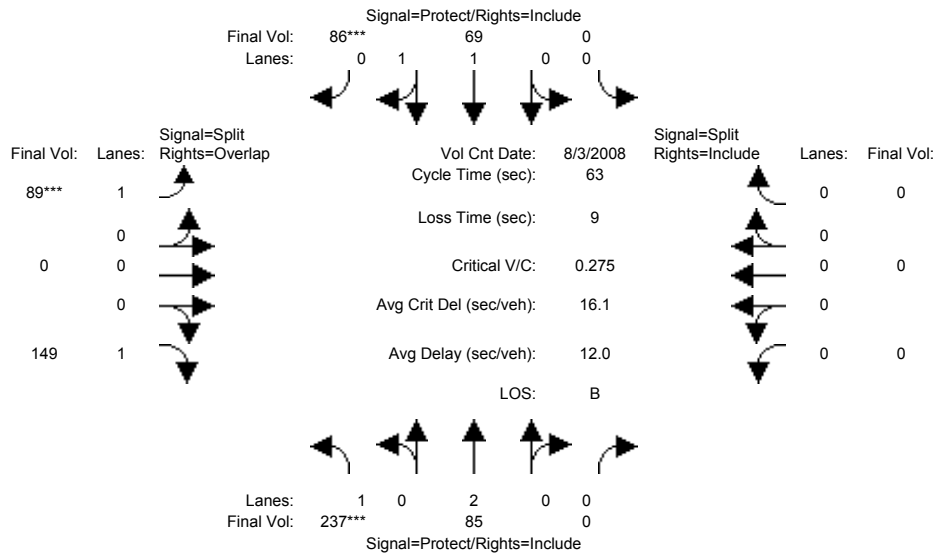 Signal=Protect/Rights=Include
Final Vol: 86*** 69 0
Lanes: 0 1 1 0 0
Signal=Split Signal=Split
Final Vol: Lanes: Rights=Overlap Vol Cnt Date: 8/3/2008 Rights=Include Lanes: Final Vol:
Cycle Time (sec): 63
89*** 1 0 0
Loss Time (sec): 9
0 0
0 0 Critical V/C: 0.275 0 0
0 Avg Crit Del (sec/veh): 16.1 0
149 1 Avg Delay (sec/veh): 12.0 0 0
LOS: B
Lanes: 1 0 2 0 0
Final Vol: 237*** 85 0
Signal=Protect/Rights=Include